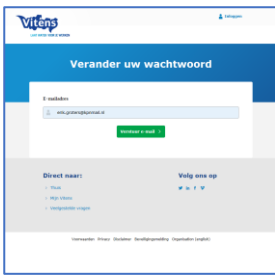 Vitens
Inloggen
Verander uw wachtwoord
E-mailadres
Verstuur e-mail
Direct naar:
Thuis
Mijn Vitens
Veelgestelde vragen
Volg ons op
Voorwaarden Privacy Disclaimer Beveiligingsmelding Organisation (english)